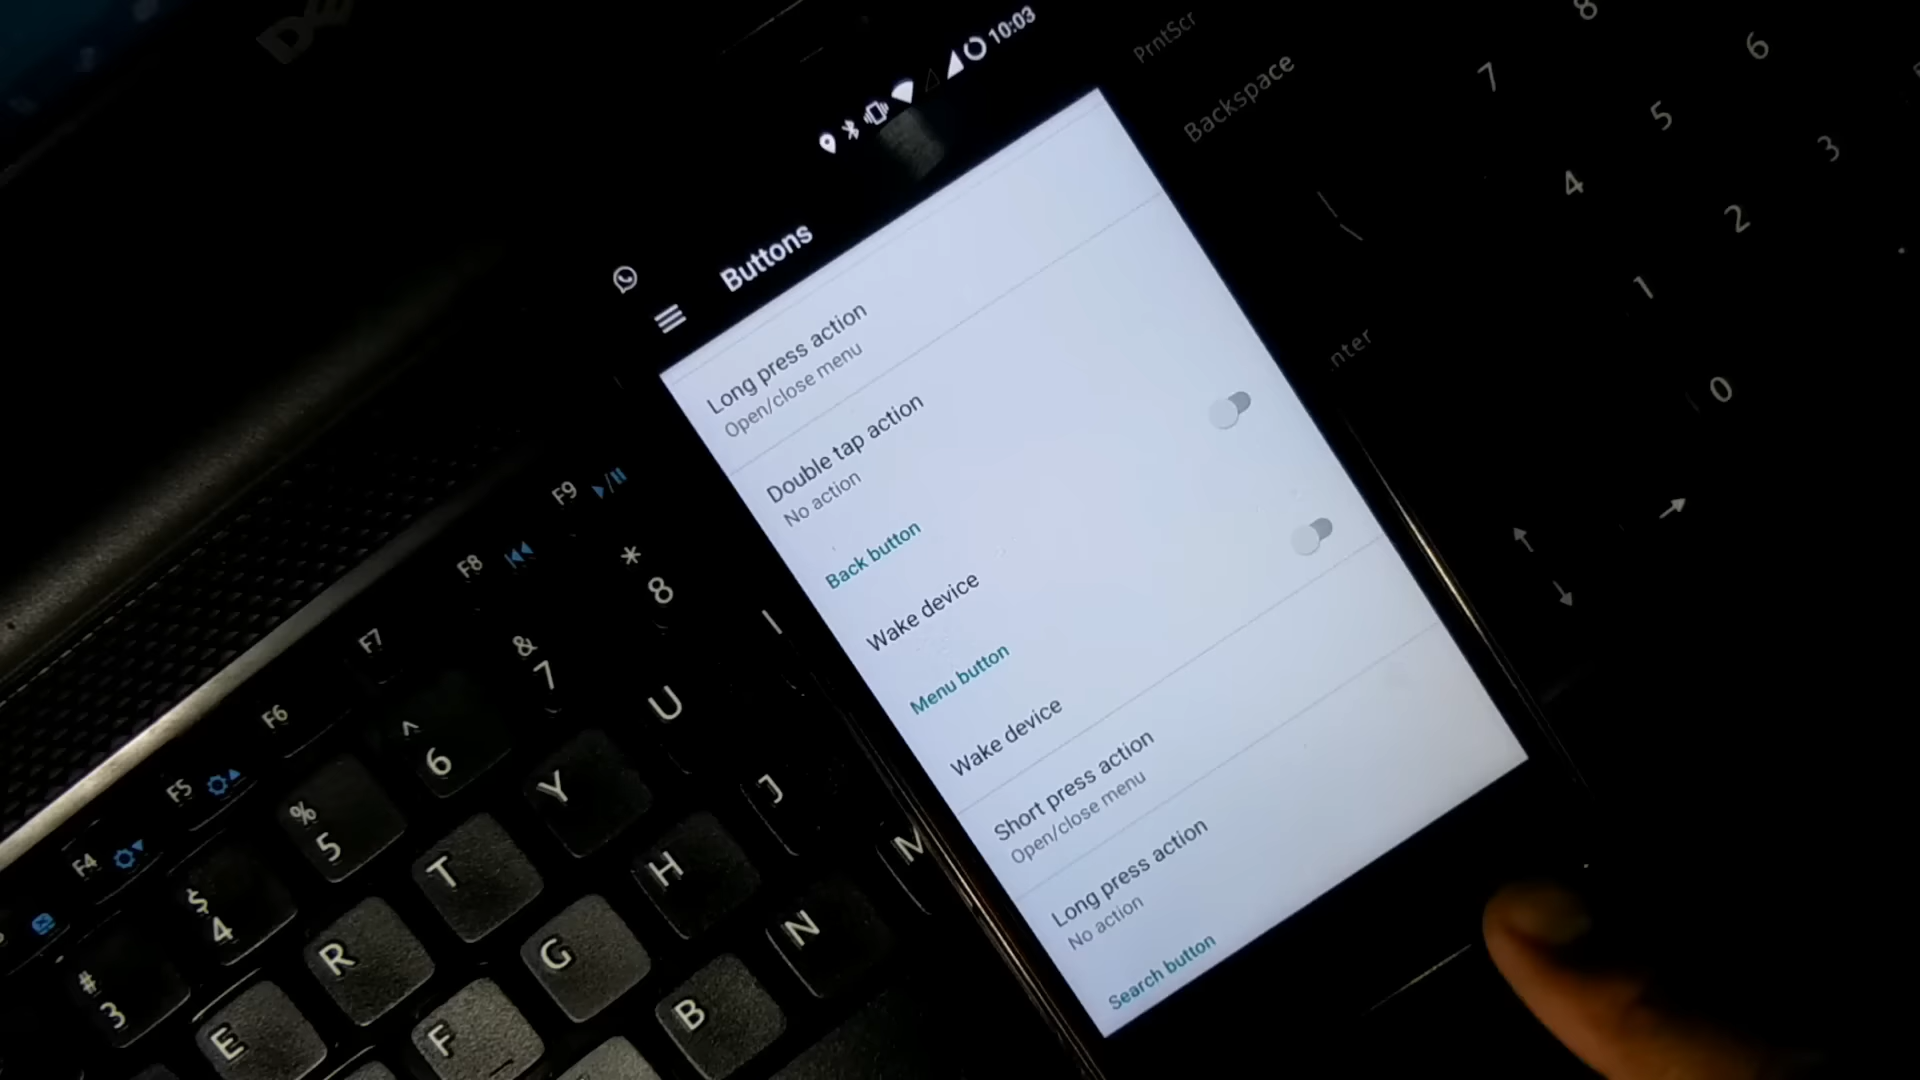 10:03
Buttons
Long press action
Open/close menu
Double tap action
No action
Back button
Wake device
Menu button
Wake device
Short press action
Open/close menu
Long press action
No action
Search button
PrntScr
Backspace
7
8
4
5
6
1
2
3
0
.
\
F4
F5
F6
F7
F8
F9
#
3
$
4
%
5
^
6
&
7
*
8
E
R
T
Y
U
I
F
G
H
J
B
N
M